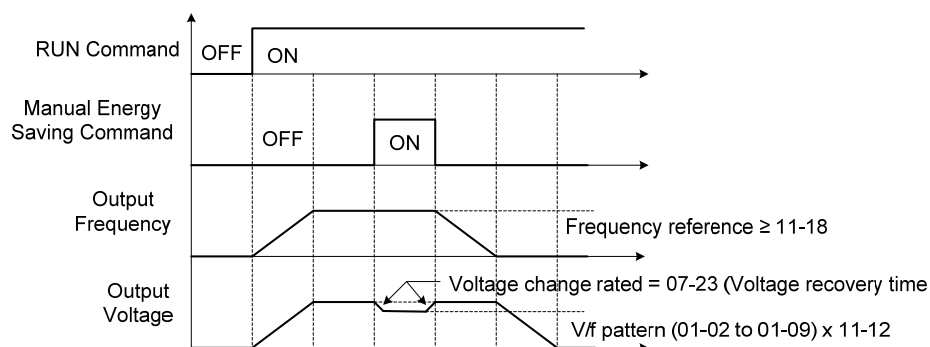 RUN Command
OFF
ON
Manual Energy
Saving Command
OFF
ON
Output
Frequency
Frequency reference ≥ 11-18
Output
Voltage
Voltage change rated = 07-23 (Voltage recovery time
V/f pattern (01-02 to 01-09) x 11-12